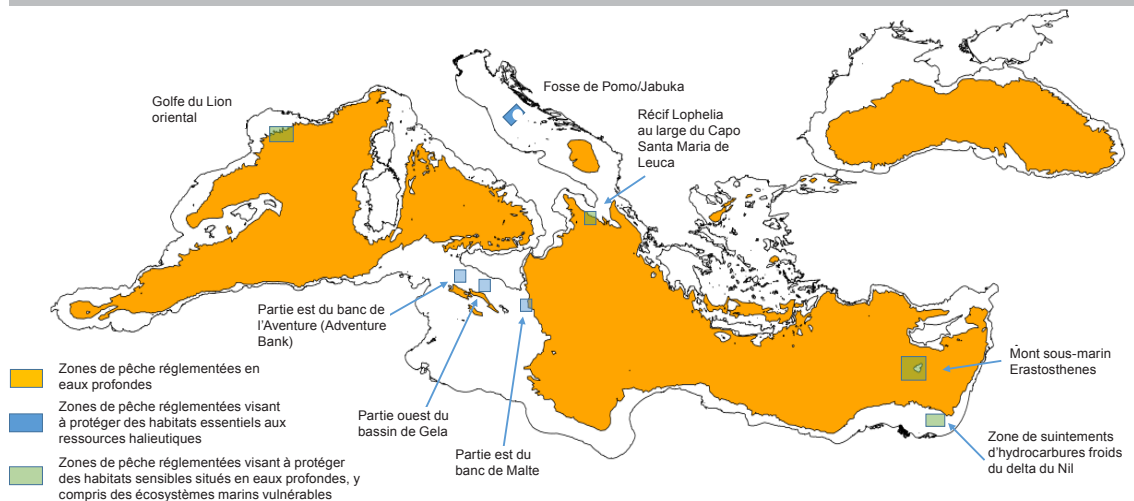 Golfe du Lion
oriental
Fosse de Pomo/Jabuka
Récif Lophelia
au large du Capo
Santa Maria de
Leuca
Partie est du banc de
l'Aventure (Adventure
Bank)
Partie ouest du
bassin de Gela
Partie est du
banc de Malte
Mont sous-marin
Erastosthenes
Zone de suintements
d'hydrocarbures froids
du delta du Nil
Zones de pêche réglementées en
eaux profondes
Zones de pêche réglementées visant
à protéger des habitats essentiels aux
ressources halieutiques
Zones de pêche réglementées visant à protéger
des habitats sensibles situés en eaux profondes, y
compris des écosystèmes marins vulnérables